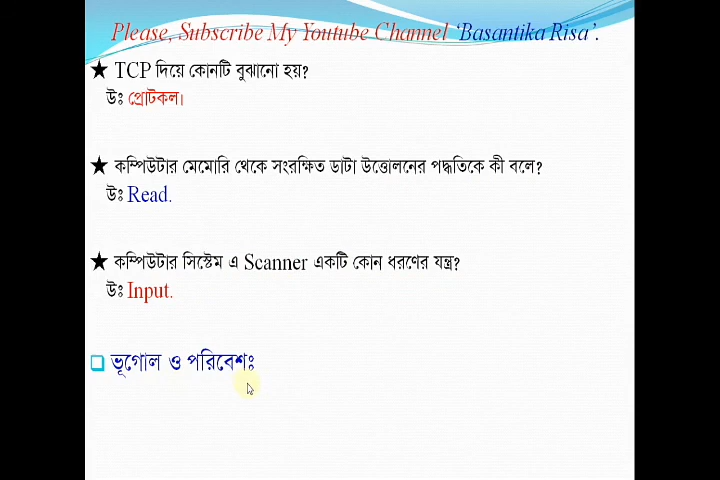 Please, Subscribe My Youtube Channel ‘Basantika Risa’.
★ TCP দিয়ে কোনটি বুঝানো হয়?
উঃ প্রোটকল।
★ কম্পিউটার মেমোরি থেকে সংরক্ষিত ডাটা উত্তোলনের পদ্ধতিকে কী বলে?
উঃ Read.
★ কম্পিউটার সিস্টেম এ Scanner একটি কোন ধরণের যন্ত্র?
উঃ Input.
❑ ভূগোল ও পরিবেশঃ